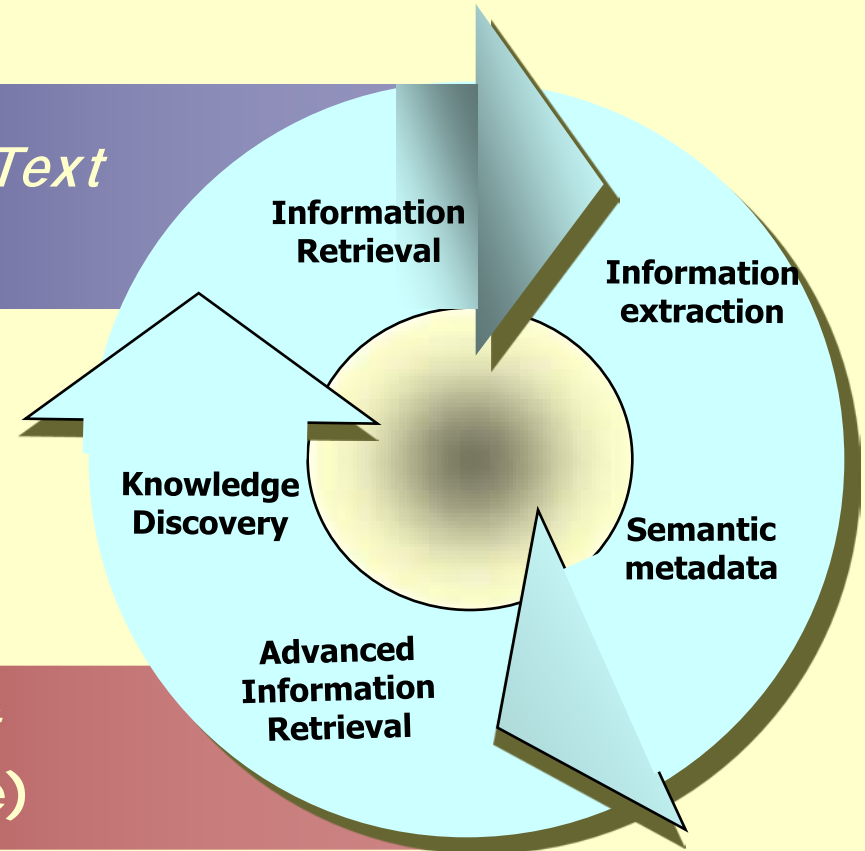 Text
Information
Retrieval
Information
extraction
Knowledge
Discovery
Semantic
metadata
Advanced
Information
Retrieval
e)